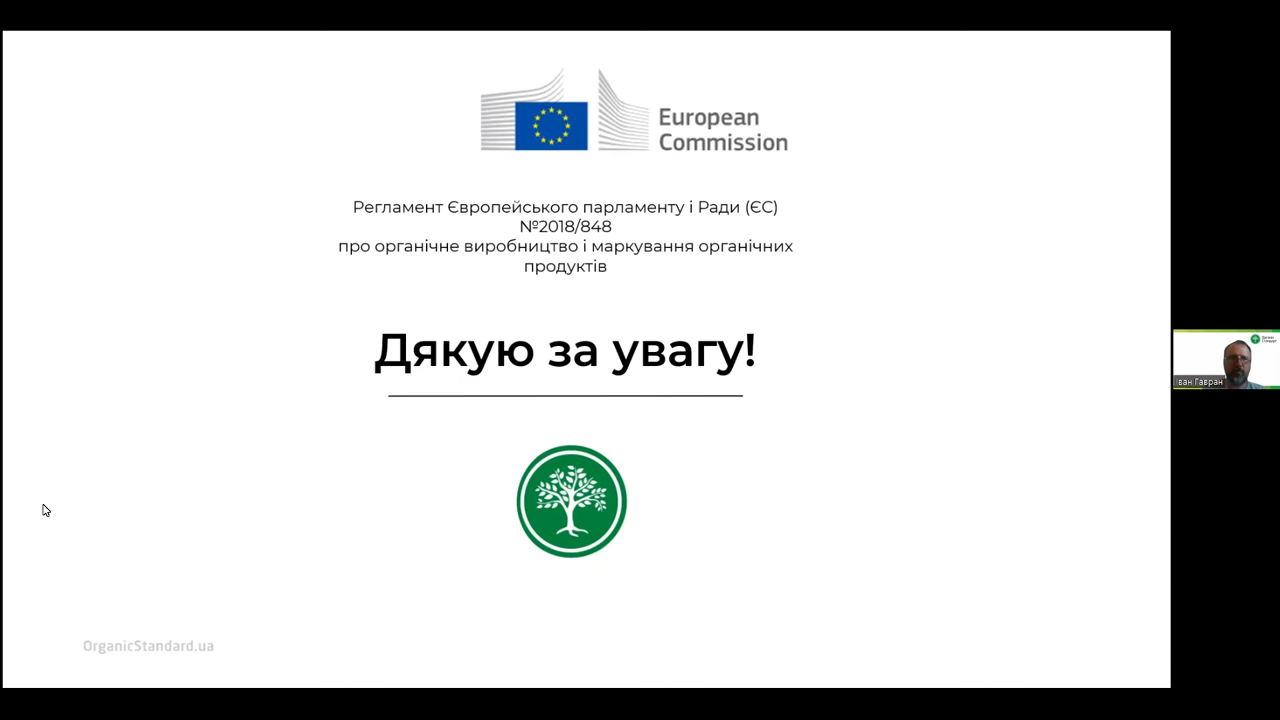 European
Commission
Регламент Європейського парламенту і Ради (ЄС)
№2018/848
про органічне виробництво і маркування органічних
продуктів
Дякую за увагу!
ван Гавран
OrganicStandard.ua